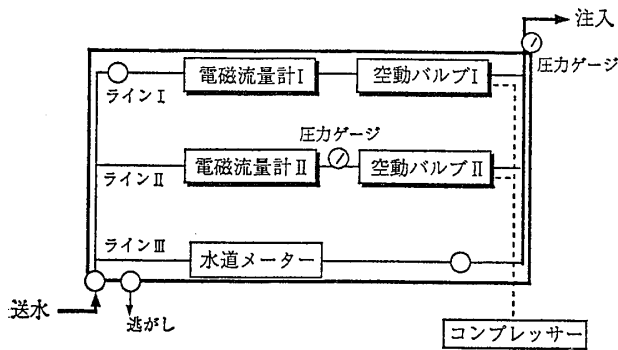 注入
圧力ゲージ
電磁流量計Ⅰ
空動バルブⅠ
ラインⅠ
圧力ゲージ
電磁流量計Ⅱ
空動バルブⅡ
ラインⅡ
ラインⅢ
水道メーター
送水
逃がし
コンプレッサー